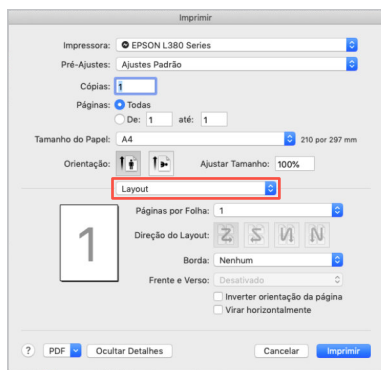 Imprimir
Impressora: EPSON L380 Series
Pré-Ajustes: Ajustes Padrão
Cópias: 1
Páginas: Todas
De: 1 até: 1
Tamanho do Papel: A4 210 por 297 mm
Orientação: Ajustar Tamanho: 100%
Layout
Páginas por Folha: 1
1
Direção do Layout:
Borda: Nenhum
Frente e Verso: Desativado
Inverter orientação da página
Virar horizontalmente
? PDF Ocultar Detalhes Cancelar Imprimir